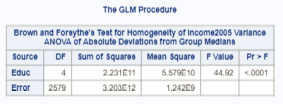 The GLM Procedure
Brown and Forsythe's Test for Homogeneity of Income2005 Variance
ANOVA of Absolute Deviations from Group Medians
Source DF Sum of Squares Mean Square F Value Pr > F
Educ 4 2.231E11 5.579E10 44.92 <.0001
Error 2579 3.203E12 1.242E9